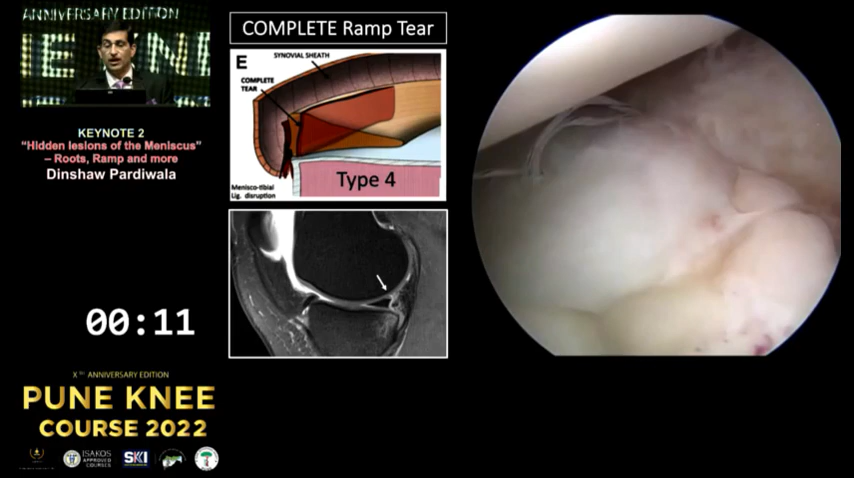 ANNIVERSARY EDITION
KEYNOTE 2
“Hidden lesions of the Meniscus”
– Roots, Ramp and more
Dinshaw Pardiwala
00:11
X ANNIVERSARY EDITION
PUNE KNEE
COURSE 2022
ISAKOS
APPROVED
COURSES
SKI
COMPLETE Ramp Tear
E
SYNOVIAL SHEATH
COMPLETE
TEAR
Type 4
Menisco-tibial
Lig. disruption